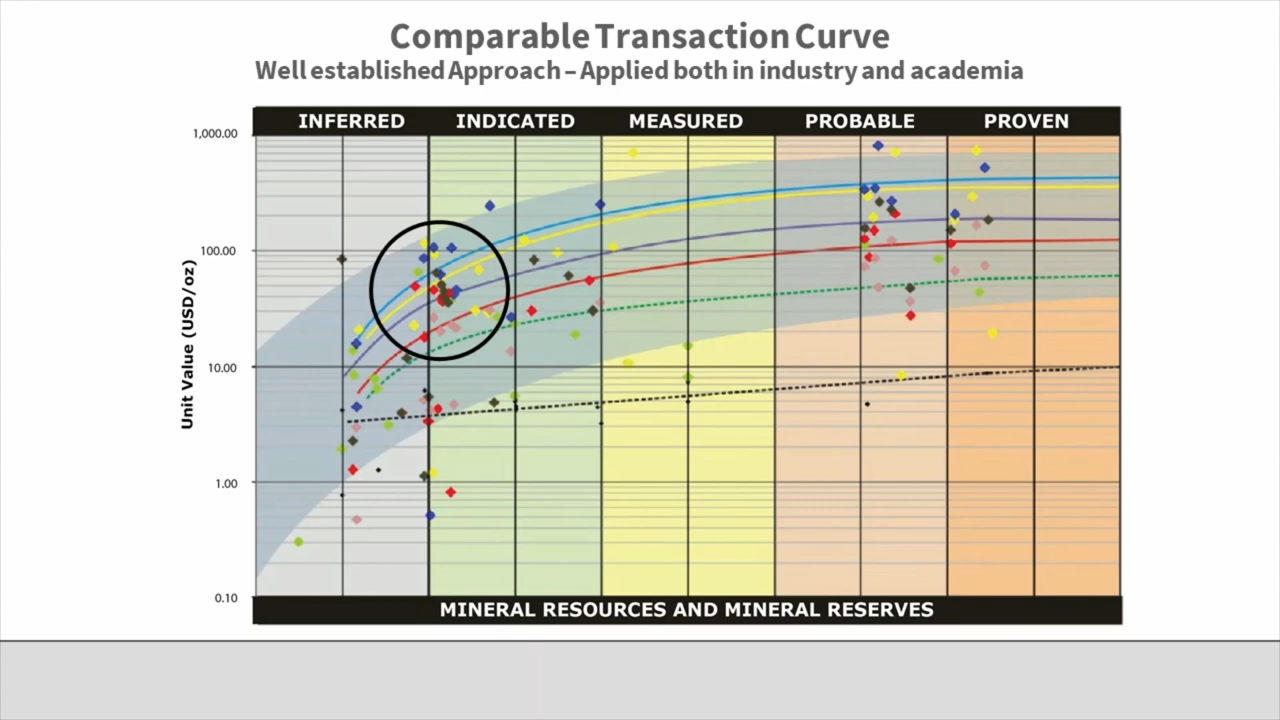 Comparable Transaction Curve
Well established Approach – Applied both in industry and academia
INFERRED INDICATED MEASURED PROBABLE PROVEN
1,000.00
100.00
10.00
1.00
0.10
Unit Value (USD/oz)
MINERAL RESOURCES AND MINERAL RESERVES